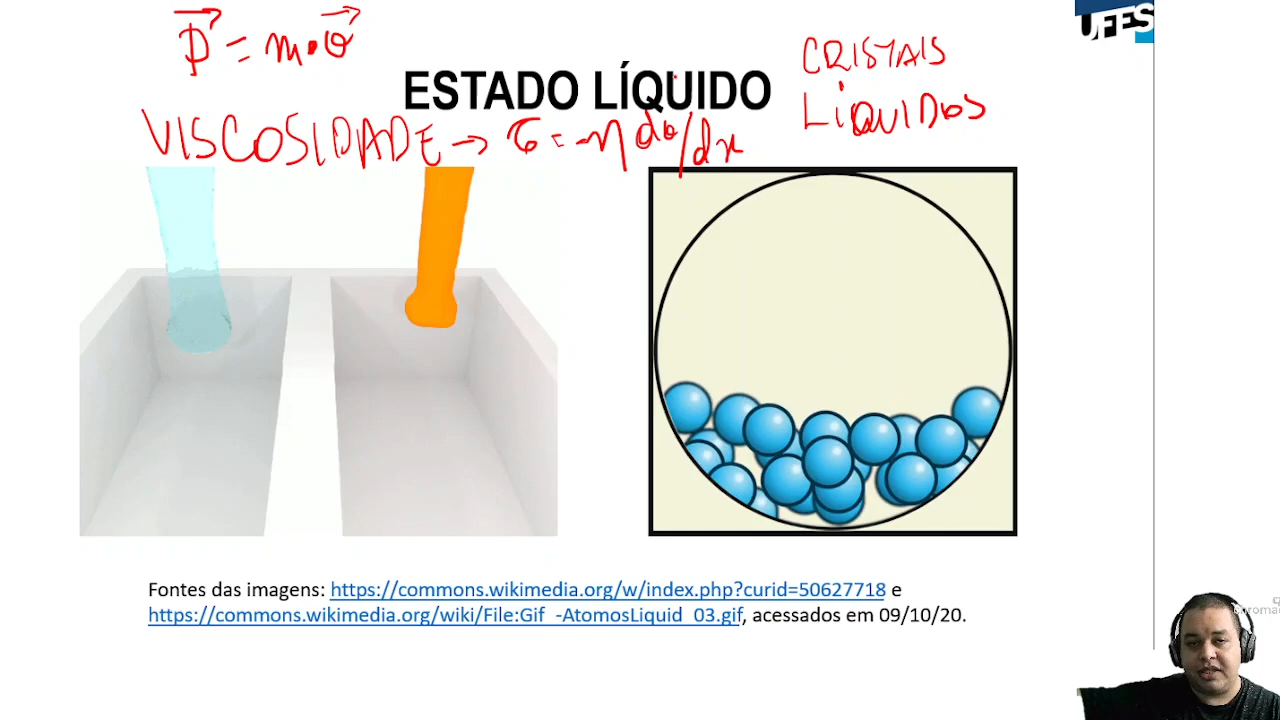 UFES
P = m • v
CRISTAIS
ESTADO LÍQUIDO
LÍQUIDOS
VISCOSIDADE → τ = -η dv/dx
Fontes das imagens: https://commons.wikimedia.org/w/index.php?curid=50627718 e
https://commons.wikimedia.org/wiki/File:Gif_-AtomosLiquid_03.gif, acessados em 09/10/20.